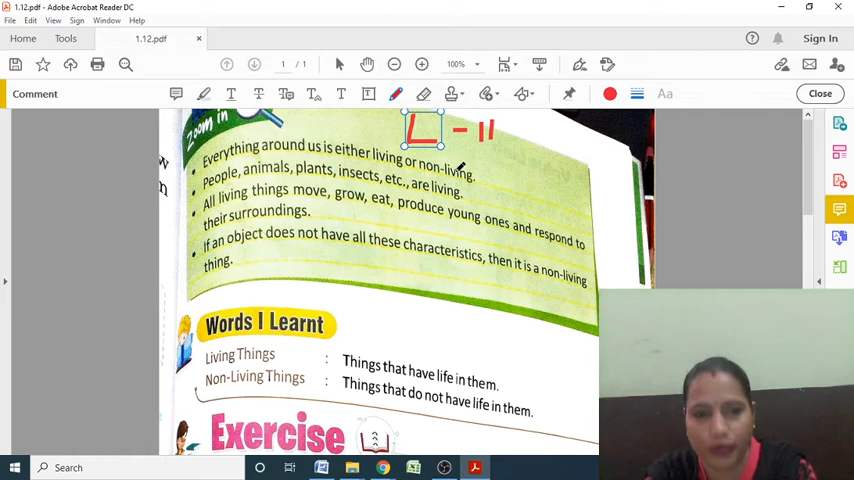 1.12.pdf - Adobe Acrobat Reader DC
File Edit View Sign Window Help
Home Tools 1.12.pdf × Sign In
1 / 1 100%
Comment Aa Close
Zoom in
L - 11
• Everything around us is either living or non-living.
• People, animals, plants, insects, etc., are living.
• All living things move, grow, eat, produce young ones and respond to
their surroundings.
• If an object does not have all these characteristics, then it is a non-living
thing.
w
m
Words I Learnt
Living Things : Things that have life in them.
Non-Living Things : Things that do not have life in them.
Exercise
Search